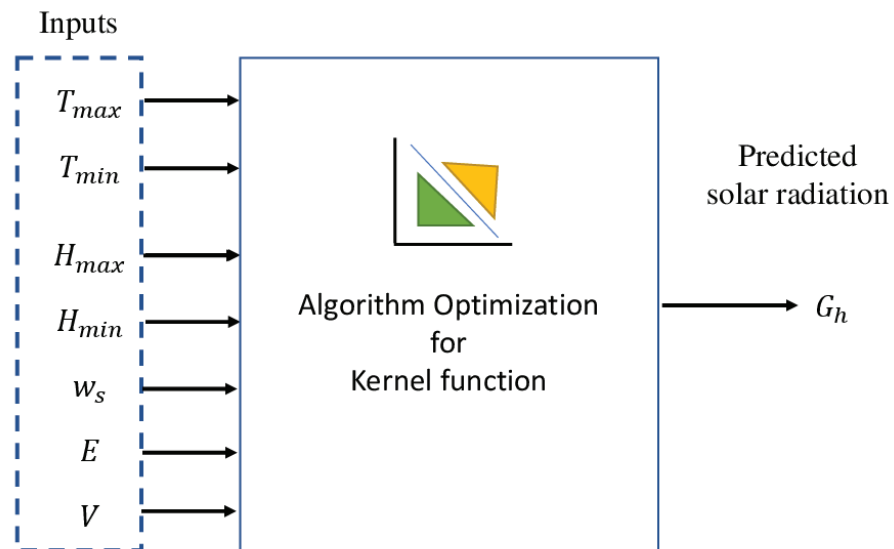 Inputs
T_max
T_min
H_max
H_min
w_s
E
V
Algorithm Optimization
for
Kernel function
Predicted
solar radiation
G_h